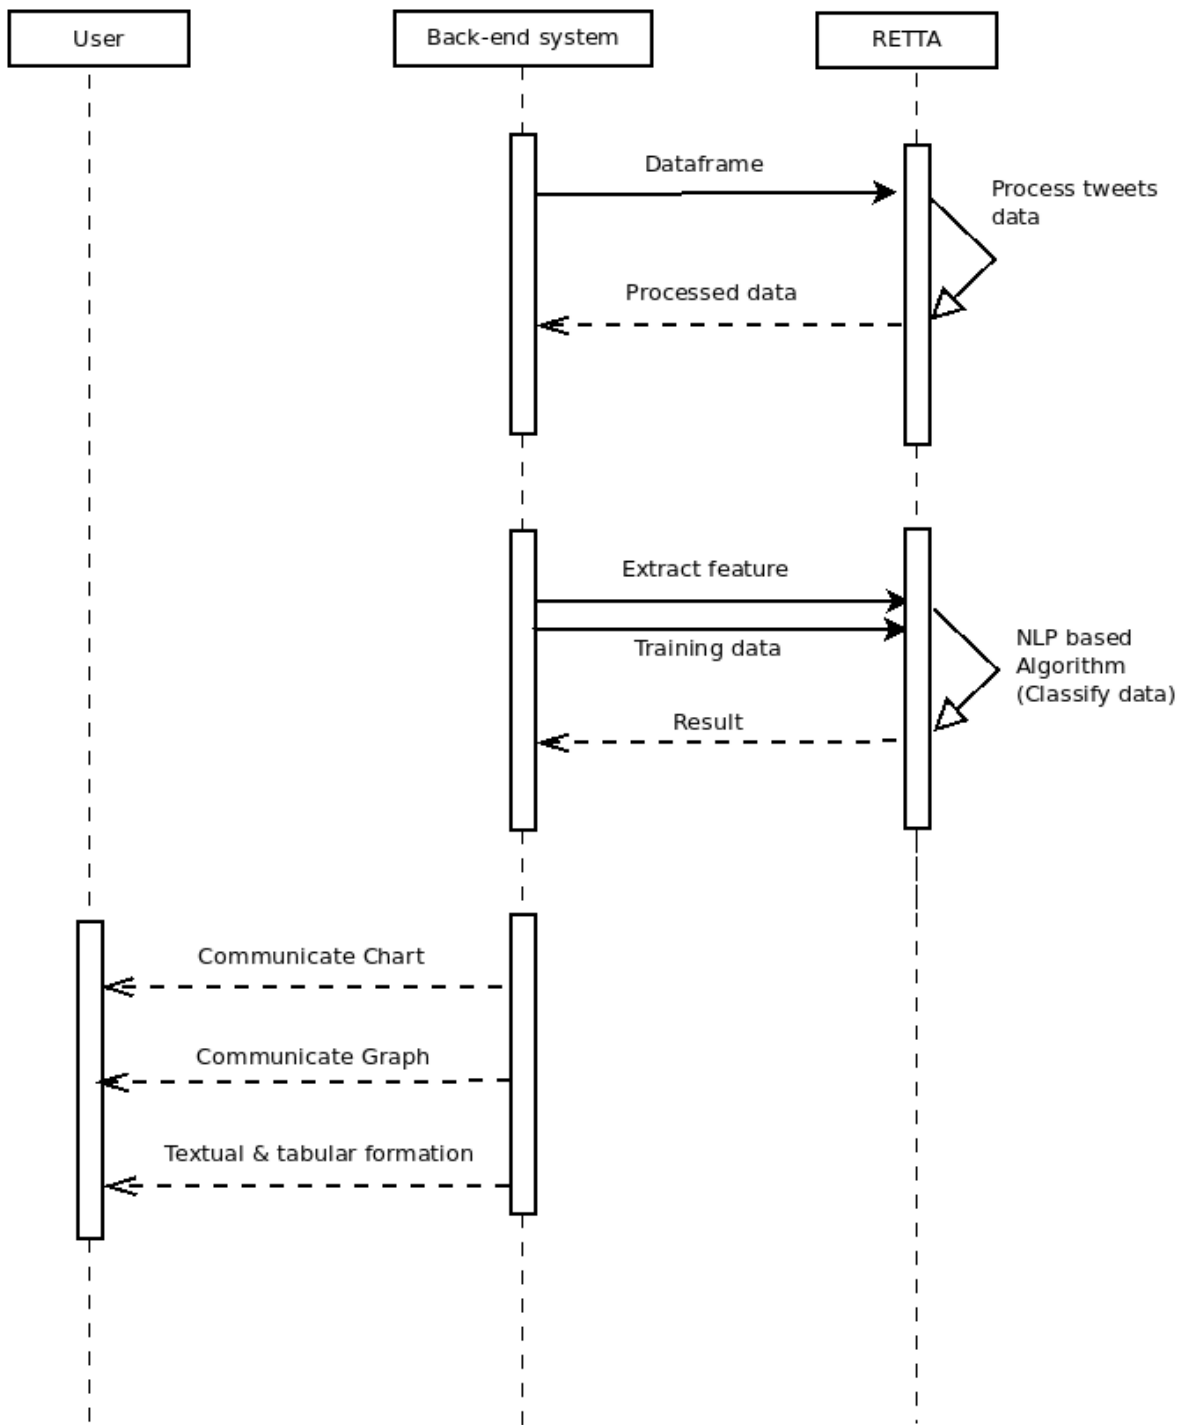 User
Back-end system
RETTA
Dataframe
Process tweets
data
Processed data
Extract feature
Training data
NLP based
Algorithm
(Classify data)
Result
Communicate Chart
Communicate Graph
Textual & tabular formation